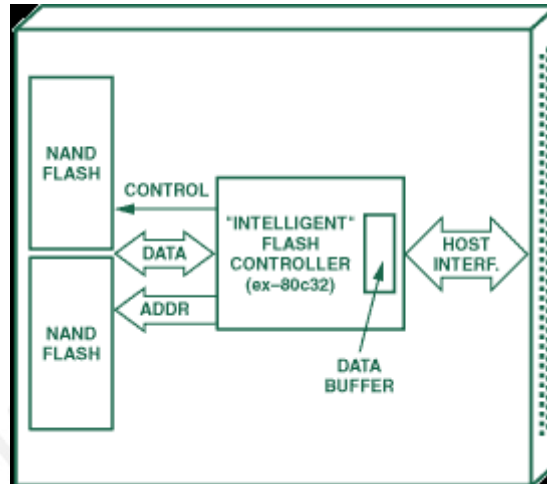 NAND
FLASH
CONTROL
DATA
ADDR
NAND
FLASH
"INTELLIGENT"
FLASH
CONTROLLER
(ex-80c32)
DATA
BUFFER
HOST
INTERF.